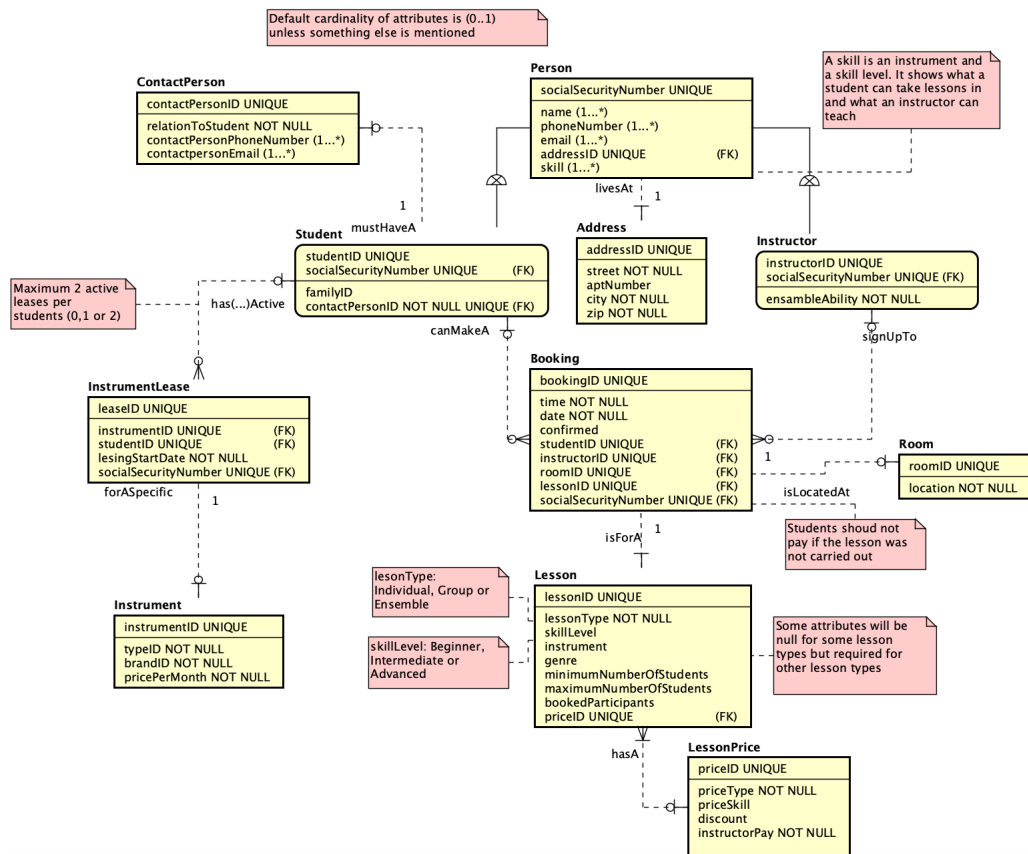 Default cardinality of attributes is (0..1)
unless something else is mentioned
ContactPerson
contactPersonID UNIQUE
relationToStudent NOT NULL
contactPersonPhoneNumber (1...*)
contactpersonEmail (1...*)
Person
socialSecurityNumber UNIQUE
name (1...*)
phoneNumber (1...*)
email (1...*)
addressID UNIQUE (FK)
skill (1...*)
A skill is an instrument and
a skill level. It shows what a
student can take lessons in
and what an instructor can
teach
livesAt
1
1
mustHaveA
Student
studentID UNIQUE
socialSecurityNumber UNIQUE (FK)
familyID
contactPersonID NOT NULL UNIQUE (FK)
Address
addressID UNIQUE
street NOT NULL
aptNumber
city NOT NULL
zip NOT NULL
Instructor
instructorID UNIQUE
socialSecurityNumber UNIQUE (FK)
ensambleAbility NOT NULL
Maximum 2 active
leases per
students (0,1 or 2)
has(...)Active
canMakeA
signUpTo
InstrumentLease
leaseID UNIQUE
instrumentID UNIQUE (FK)
studentID UNIQUE (FK)
lesingStartDate NOT NULL
socialSecurityNumber UNIQUE (FK)
Booking
bookingID UNIQUE
time NOT NULL
date NOT NULL
confirmed
studentID UNIQUE (FK)
instructorID UNIQUE (FK)
roomID UNIQUE (FK)
lessonID UNIQUE (FK)
socialSecurityNumber UNIQUE (FK)
1
Room
roomID UNIQUE
location NOT NULL
isLocatedAt
forASpecific
1
Students shoud not
pay if the lesson was
not carried out
isForA
1
Instrument
instrumentID UNIQUE
typeID NOT NULL
brandID NOT NULL
pricePerMonth NOT NULL
lesonType:
Individual, Group or
Ensemble
skillLevel: Beginner,
Intermediate or
Advanced
Lesson
lessonID UNIQUE
lessonType NOT NULL
skillLevel
instrument
genre
minimumNumberOfStudents
maximumNumberOfStudents
bookedParticipants
priceID UNIQUE (FK)
Some attributes will be
null for some lesson
types but required for
other lesson types
hasA
LessonPrice
priceID UNIQUE
priceType NOT NULL
priceSkill
discount
instructorPay NOT NULL